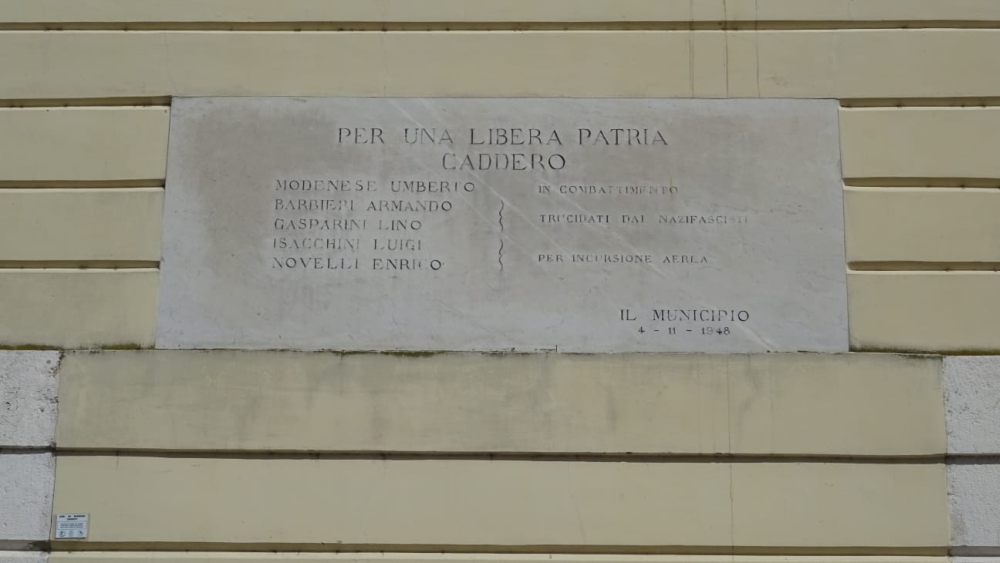 PER UNA LIBERA PATRIA
CADDERO
MODENESE UMBERTO IN COMBATTIMENTO
BARBIERI ARMANDO
GASPARINI LINO TRUCIDATI DAI NAZIFASCISTI
ISACCHINI LUIGI
NOVELLI ENRICO PER INCURSIONE AEREA
IL MUNICIPIO
4 - 11 - 1948